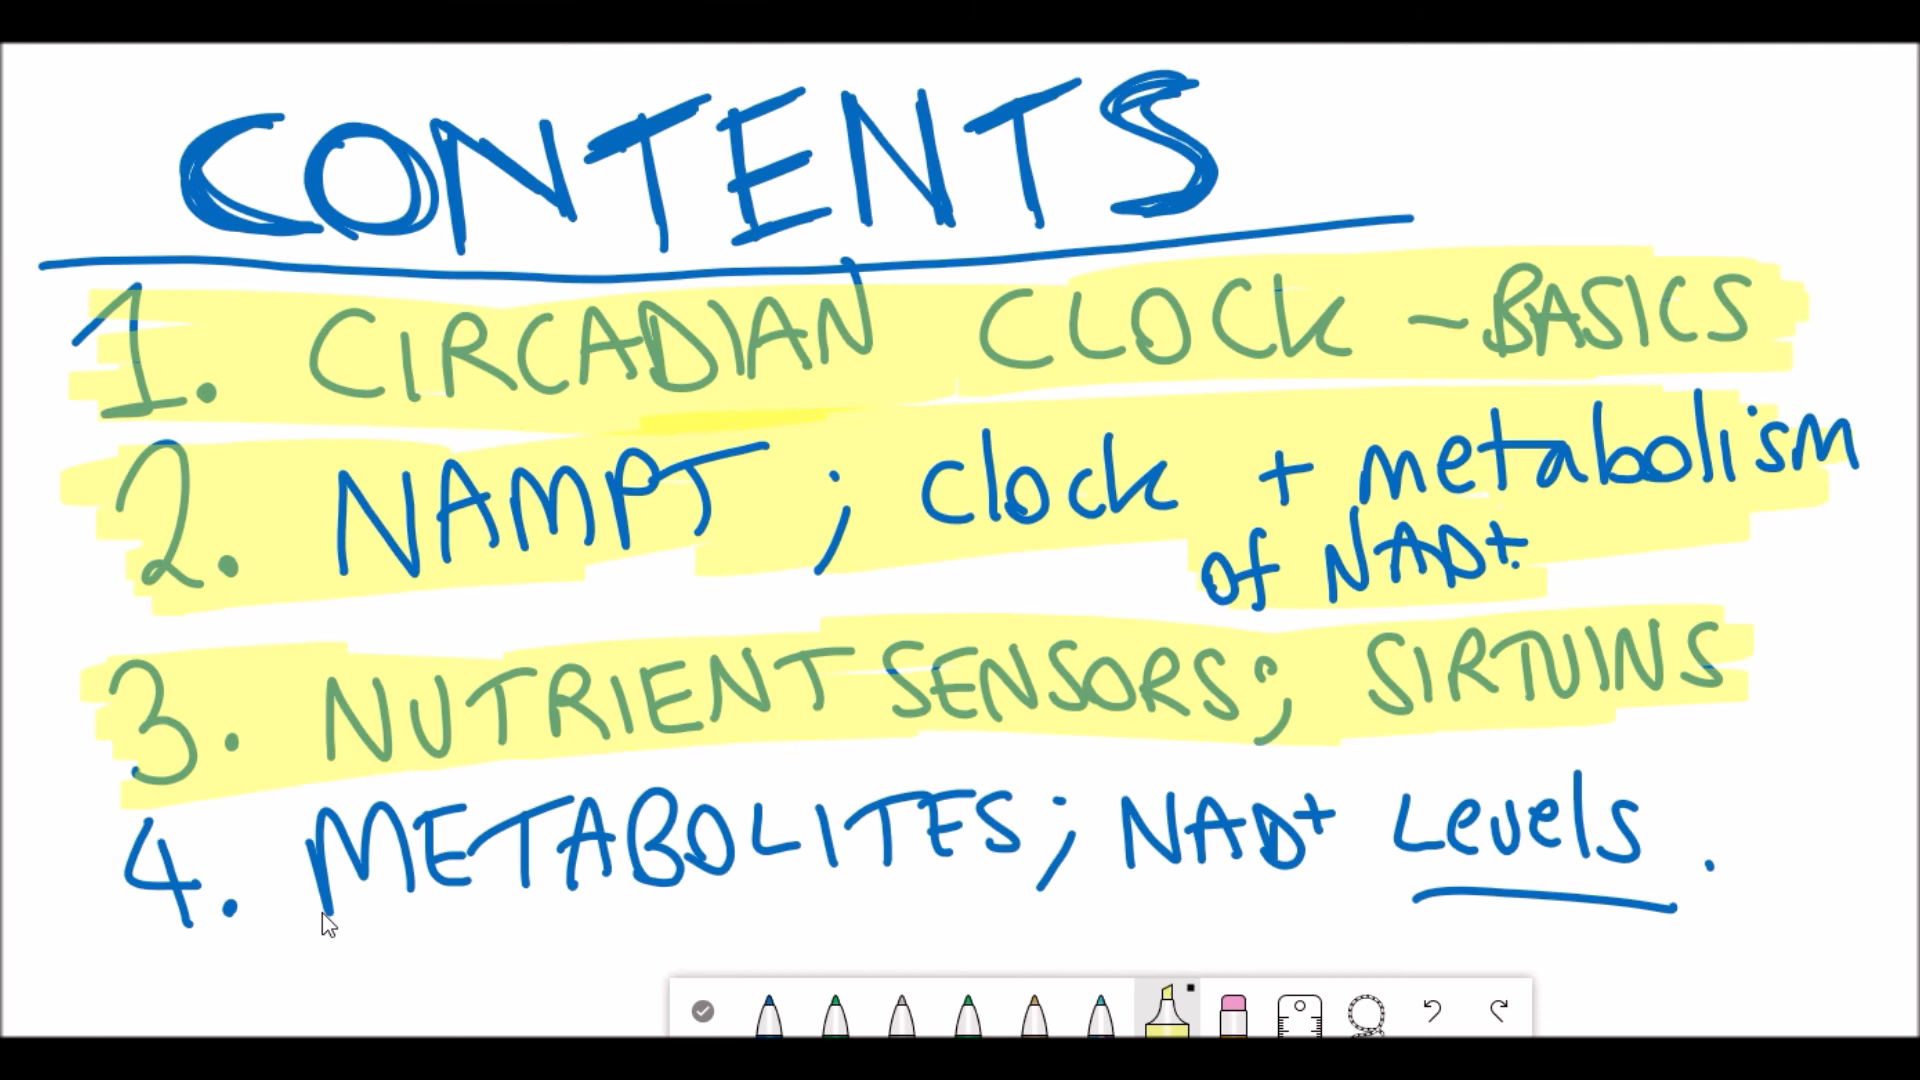 CONTENTS
1. CIRCADIAN CLOCK - BASICS
2. NAMPT ; clock + metabolism
of NAD+.
3. NUTRIENT SENSORS; SIRTUINS
4. METABOLITES; NAD+ Levels.